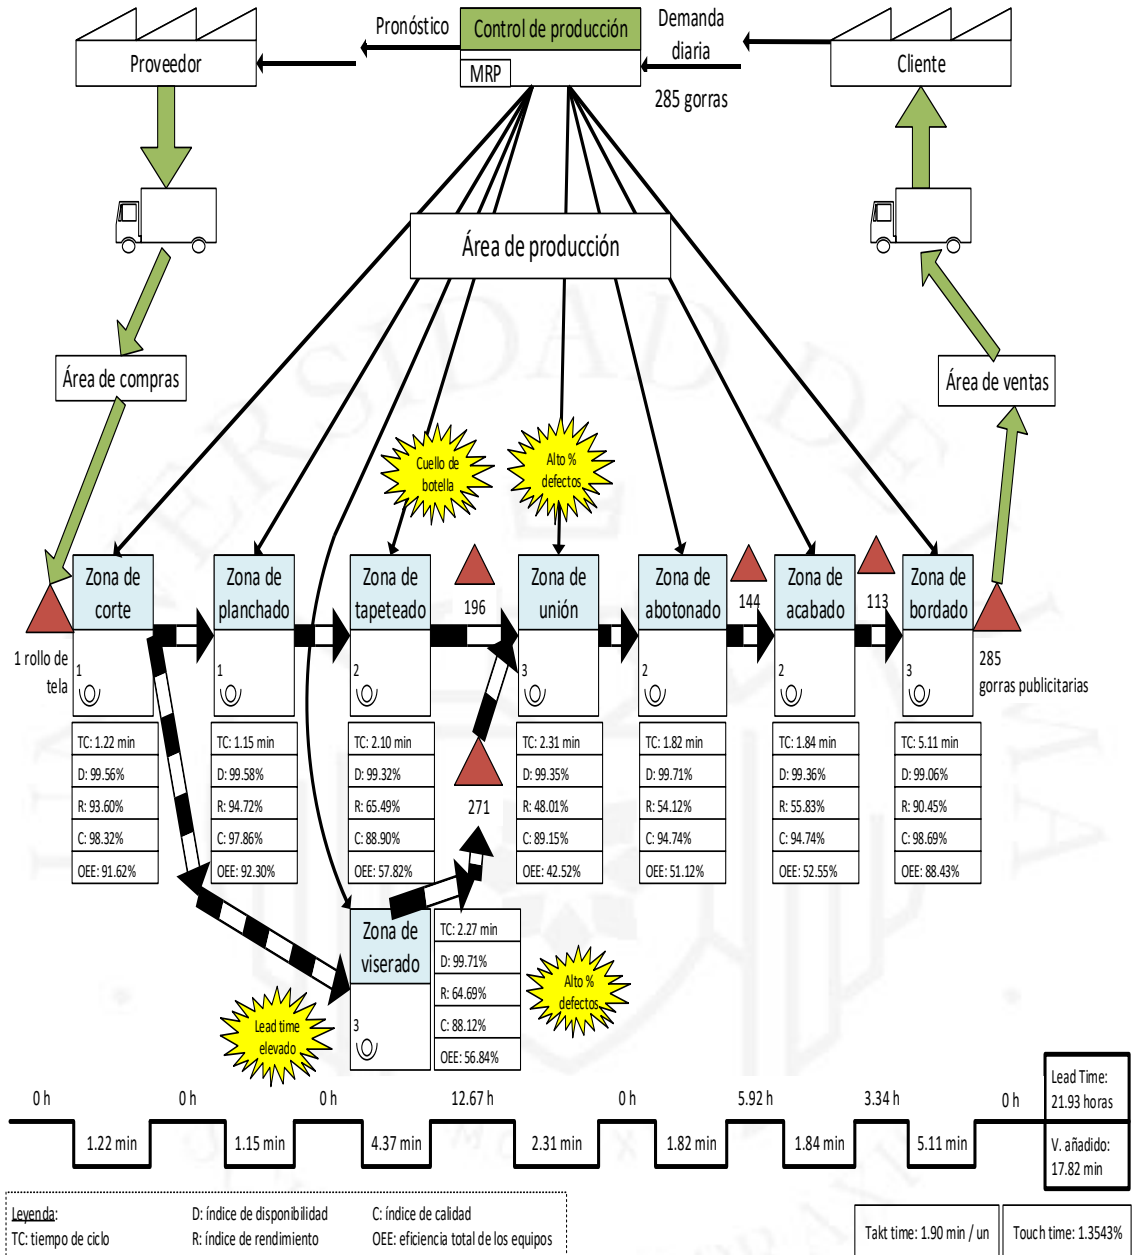 Proveedor
Pronóstico
Control de producción
MRP
Demanda
diaria
285 gorras
Cliente
Área de producción
Área de compras
Área de ventas
Cuello de
botella
Alto %
defectos
Zona de
corte
1
Zona de
planchado
1
Zona de
tapeteado
2
196
Zona de
unión
3
Zona de
abotonado
2
144
Zona de
acabado
2
113
Zona de
bordado
3
1 rollo de
tela
285
gorras publicitarias
TC: 1.22 min
D: 99.56%
R: 93.60%
C: 98.32%
OEE: 91.62%
TC: 1.15 min
D: 99.58%
R: 94.72%
C: 97.86%
OEE: 92.30%
TC: 2.10 min
D: 99.32%
R: 65.49%
C: 88.90%
OEE: 57.82%
271
TC: 2.31 min
D: 99.35%
R: 48.01%
C: 89.15%
OEE: 42.52%
TC: 1.82 min
D: 99.71%
R: 54.12%
C: 94.74%
OEE: 51.12%
TC: 1.84 min
D: 99.36%
R: 55.83%
C: 94.74%
OEE: 52.55%
TC: 5.11 min
D: 99.06%
R: 90.45%
C: 98.69%
OEE: 88.43%
Zona de
viserado
3
TC: 2.27 min
D: 99.71%
R: 64.69%
C: 88.12%
OEE: 56.84%
Alto %
defectos
Lead time
elevado
0 h
0 h
0 h
12.67 h
0 h
5.92 h
3.34 h
0 h
1.22 min
1.15 min
4.37 min
2.31 min
1.82 min
1.84 min
5.11 min
Lead Time:
21.93 horas
V. añadido:
17.82 min
Leyenda:
TC: tiempo de ciclo
D: índice de disponibilidad
R: índice de rendimiento
C: índice de calidad
OEE: eficiencia total de los equipos
Takt time: 1.90 min / un
Touch time: 1.3543%